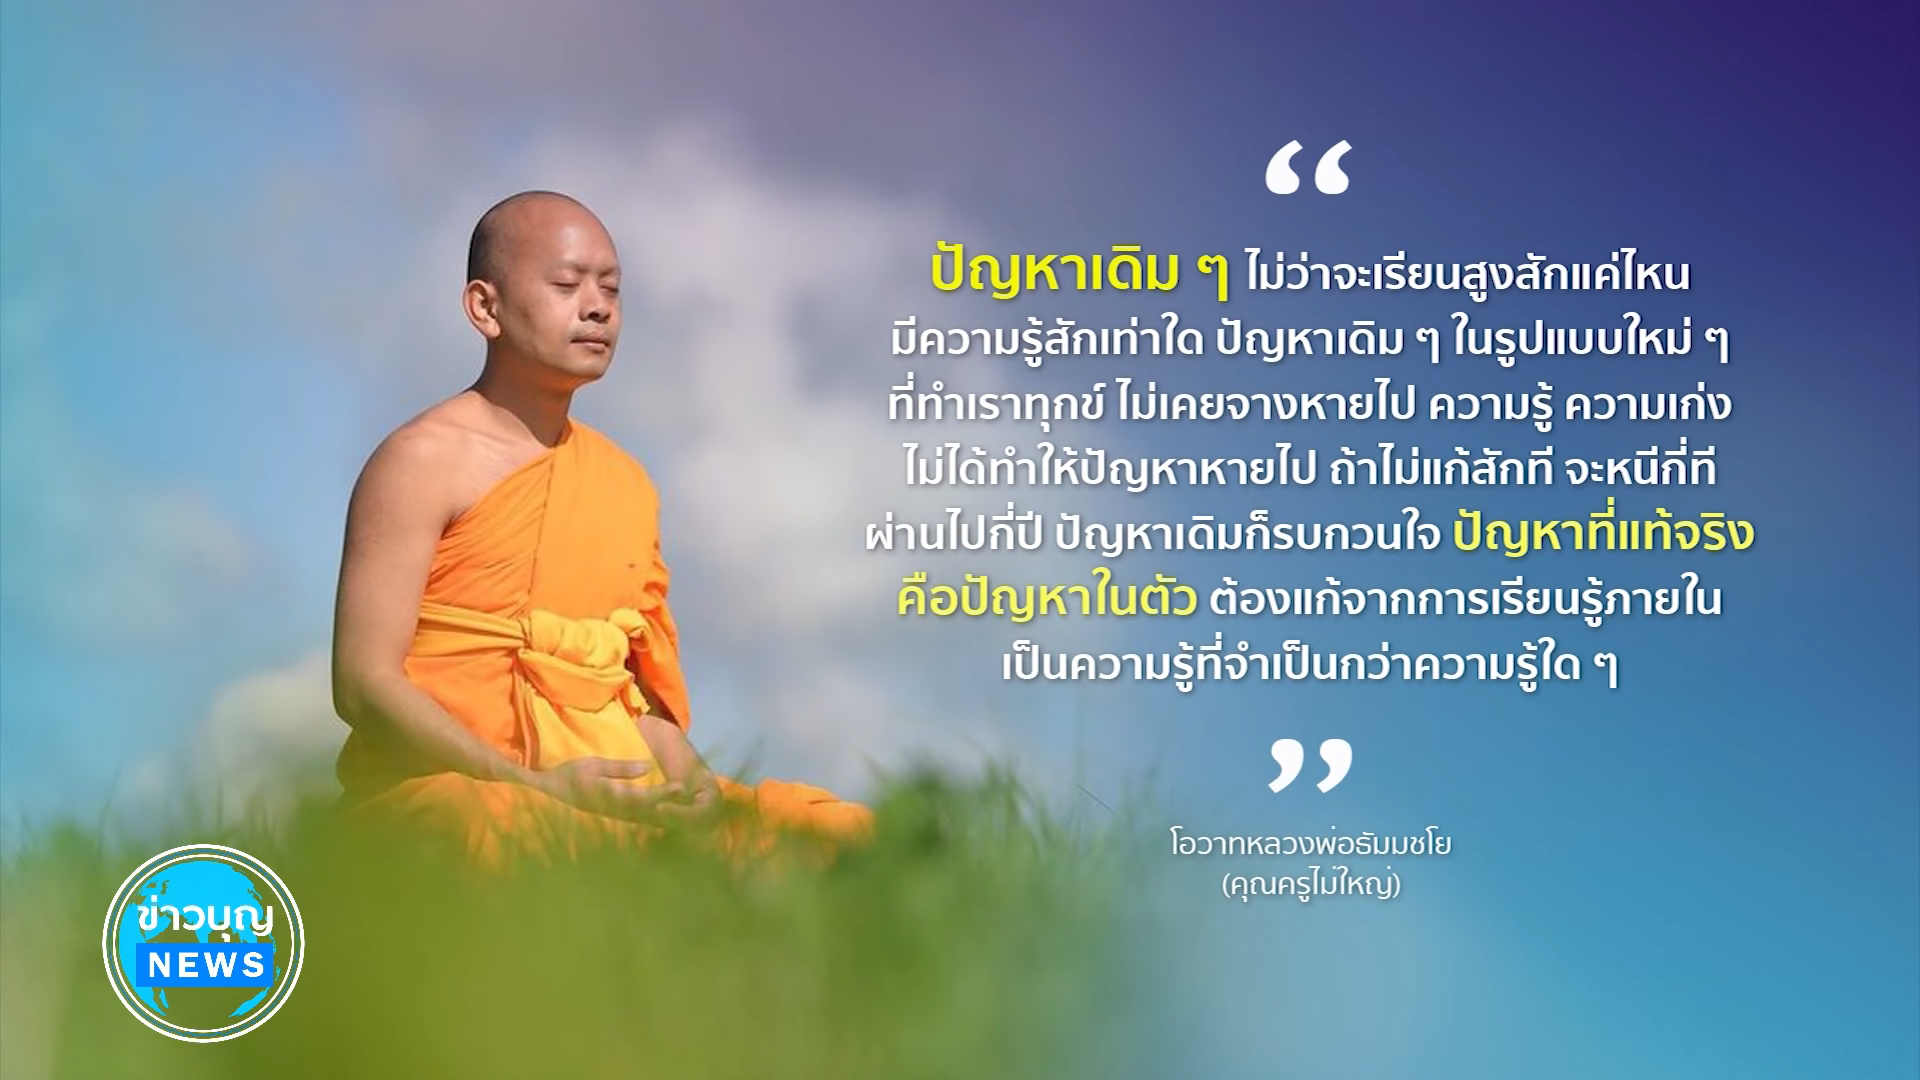 “
ปัญหาเดิม ๆ ไม่ว่าจะเรียนสูงสักแค่ไหน
มีความรู้สักเท่าใด ปัญหาเดิม ๆ ในรูปแบบใหม่ ๆ
ที่ทำเราทุกข์ ไม่เคยจางหายไป ความรู้ ความเก่ง
ไม่ได้ทำให้ปัญหาหายไป ถ้าไม่แก้สักที จะหนีกี่ที
ผ่านไปกี่ปี ปัญหาเดิมก็รบกวนใจ ปัญหาที่แท้จริง
คือปัญหาในตัว ต้องแก้จากการเรียนรู้ภายใน
เป็นความรู้ที่จำเป็นกว่าความรู้ใด ๆ
”
โอวาทหลวงพ่อธัมมชโย
(คุณครูไม่ใหญ่)
ข่าวบุญ
NEWS